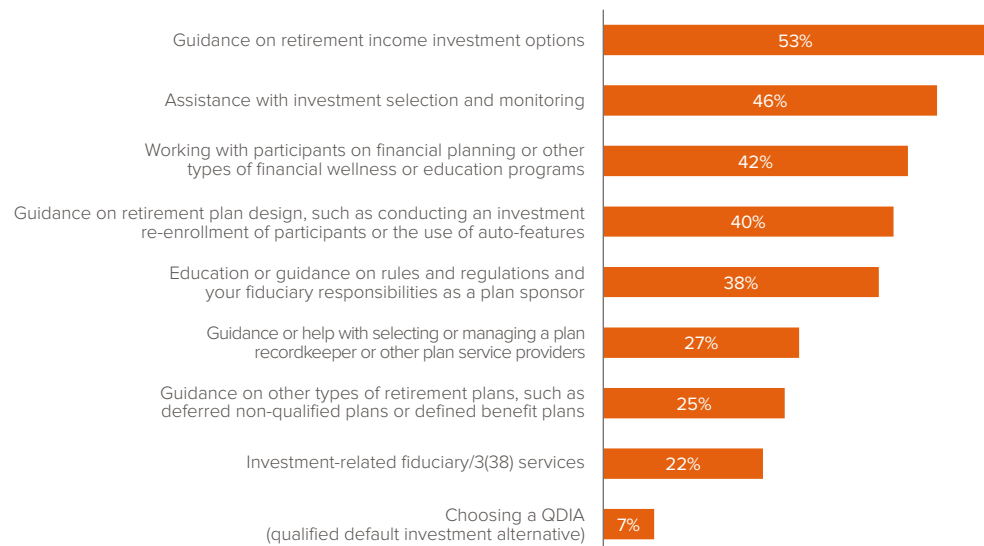 Guidance on retirement income investment options
53%
Assistance with investment selection and monitoring
46%
Working with participants on financial planning or other
types of financial wellness or education programs
42%
Guidance on retirement plan design, such as conducting an investment
re-enrollment of participants or the use of auto-features
40%
Education or guidance on rules and regulations and
your fiduciary responsibilities as a plan sponsor
38%
Guidance or help with selecting or managing a plan
recordkeeper or other plan service providers
27%
Guidance on other types of retirement plans, such as
deferred non-qualified plans or defined benefit plans
25%
Investment-related fiduciary/3(38) services
22%
Choosing a QDIA
(qualified default investment alternative)
7%